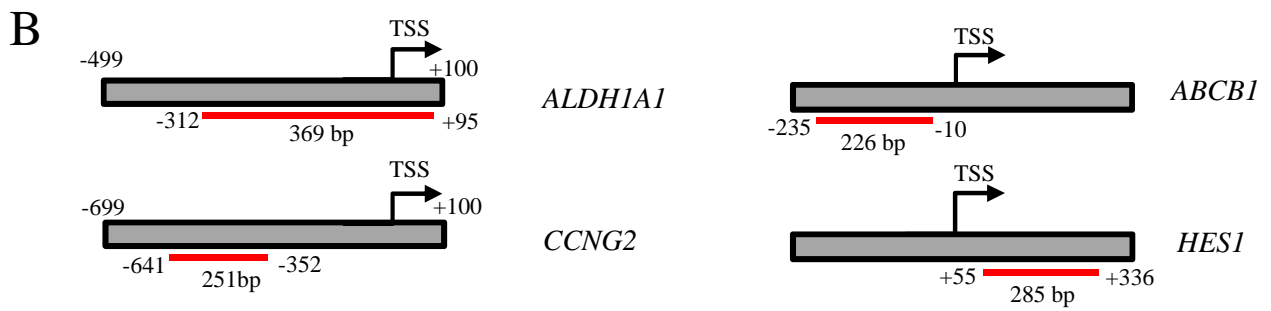 B
TSS
-499
+100
ALDH1A1
-312
+95
369 bp
TSS
ABCB1
-235
-10
226 bp
TSS
-699
+100
CCNG2
-641
-352
251bp
TSS
HES1
+55
+336
285 bp